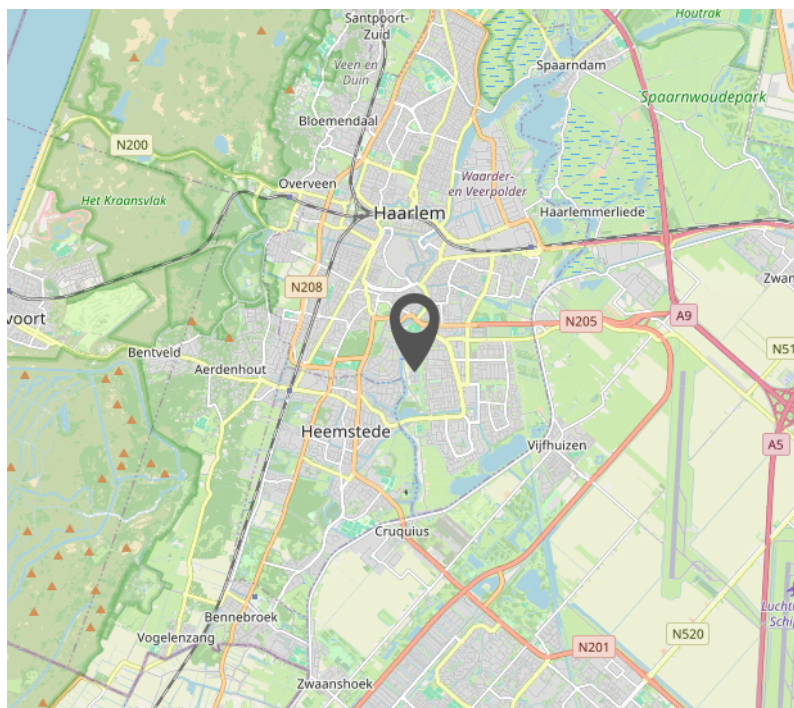 Santpoort-
Zuid
Houtrak
Veen en
Duin
Spaarndam
Spaarnwoudepark
Bloemendaal
N200
Waarder-
en Veerpolder
Overveen
Het Kraansvlak
Haarlem
Haarlemmerliede
Zwan
N208
voort
N205
A9
N51
Bentveld
Aerdenhout
Heemstede
Vijfhuizen
A5
Cruquius
Bennebroek
Lucht
Schip
Vogelenzang
N520
N201
Zwaanshoek